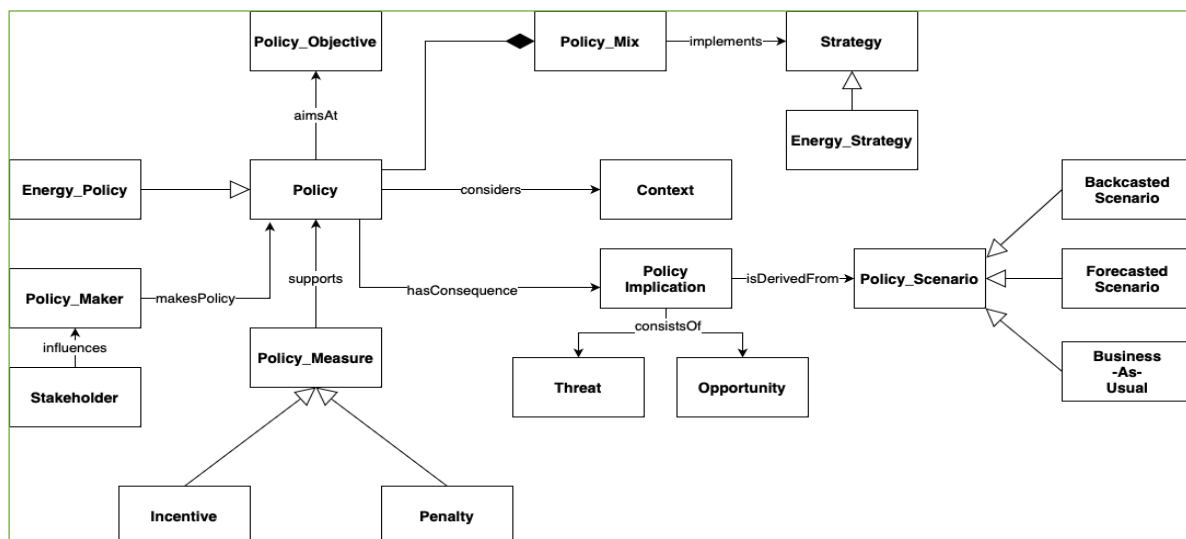 Policy_Objective
Policy_Mix
implements
Strategy
aimsAt
Energy_Strategy
Energy_Policy
Policy
considers
Context
Backcasted
Scenario
Policy_Maker
makesPolicy
supports
hasConsequence
Policy
Implication
isDerivedFrom
Policy_Scenario
Forecasted
Scenario
influences
consistsOf
Stakeholder
Policy_Measure
Threat
Opportunity
Business
-As-
Usual
Incentive
Penalty